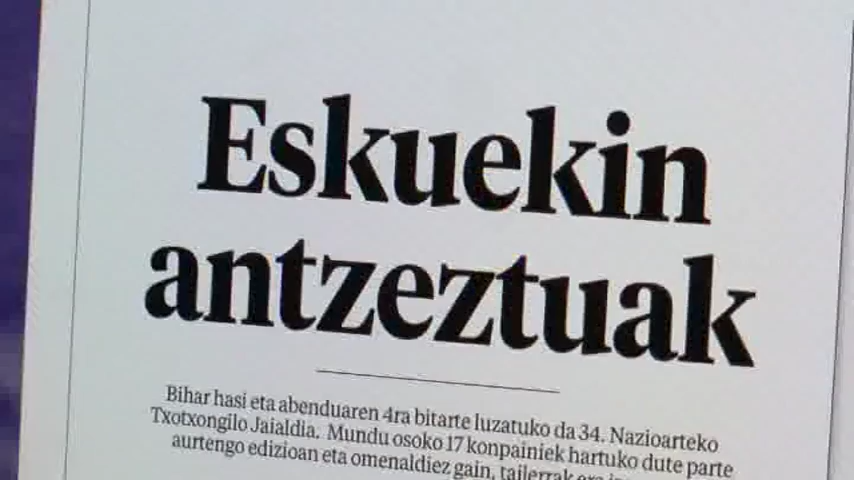 Eskuekin
antzeztuak
Bihar hasi eta abenduaren 4ra bitarte luzatuko da 34. Nazioarteko
Txotxongilo Jaialdia. Mundu osoko 17 konpainiek hartuko dute parte
aurtengo edizioan eta omenaldiez gain, tailerrak